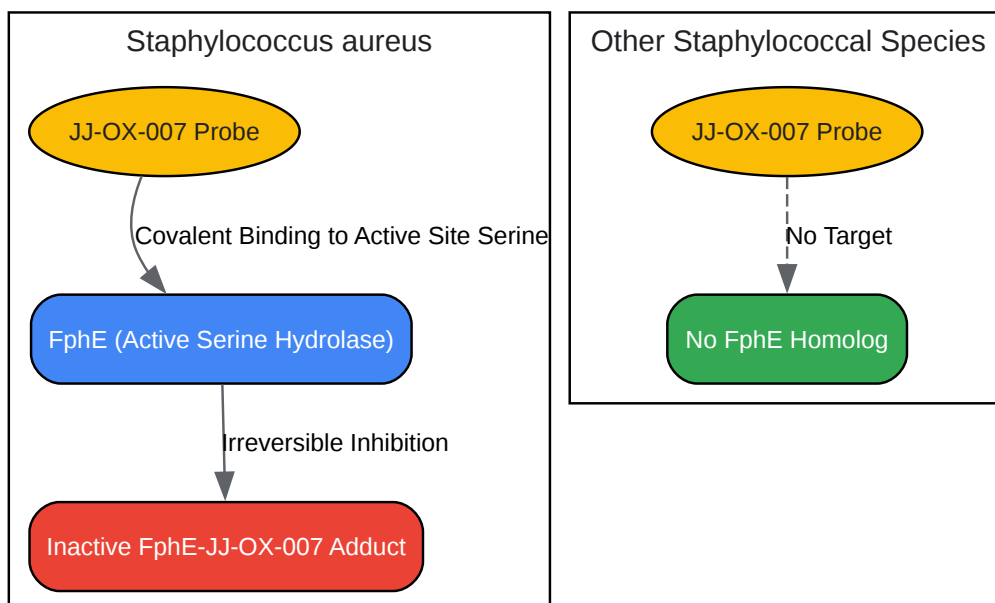 Staphylococcus aureus
JJ-OX-007 Probe
Covalent Binding to Active Site Serine
FphE (Active Serine Hydrolase)
Irreversible Inhibition
Inactive FphE-JJ-OX-007 Adduct
Other Staphylococcal Species
JJ-OX-007 Probe
No Target
No FphE Homolog